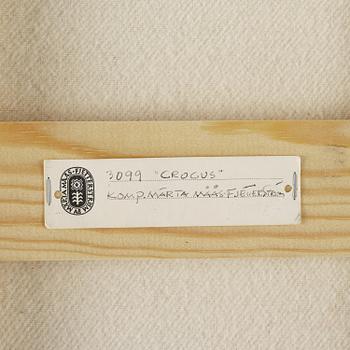 3099 "CROCUS"
KOMP. MÄRTA MÅÅS-FJETTERSTRÖM